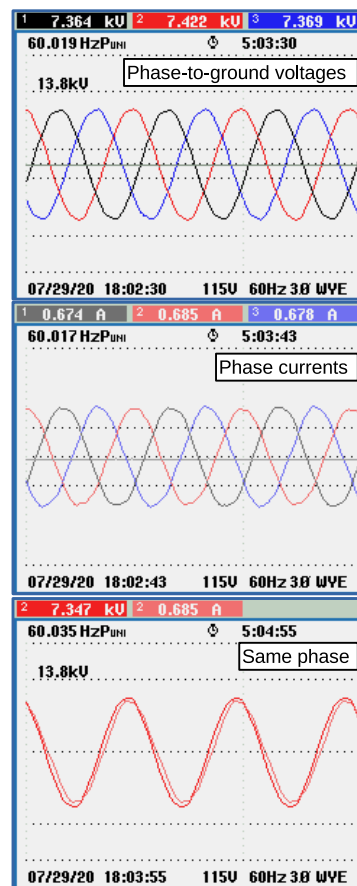 1 7.364 kV 2 7.422 kV 3 7.369 kV
60.019 HzPUNI 5:03:30
Phase-to-ground voltages
13.8kV
07/29/20 18:02:30 115V 60Hz 3Ø WYE
1 0.674 A 2 0.685 A 3 0.678 A
60.017 HzPUNI 5:03:43
Phase currents
07/29/20 18:02:43 115V 60Hz 3Ø WYE
2 7.347 kV 2 0.685 A
60.035 HzPUNI 5:04:55
Same phase
13.8kV
07/29/20 18:03:55 115V 60Hz 3Ø WYE